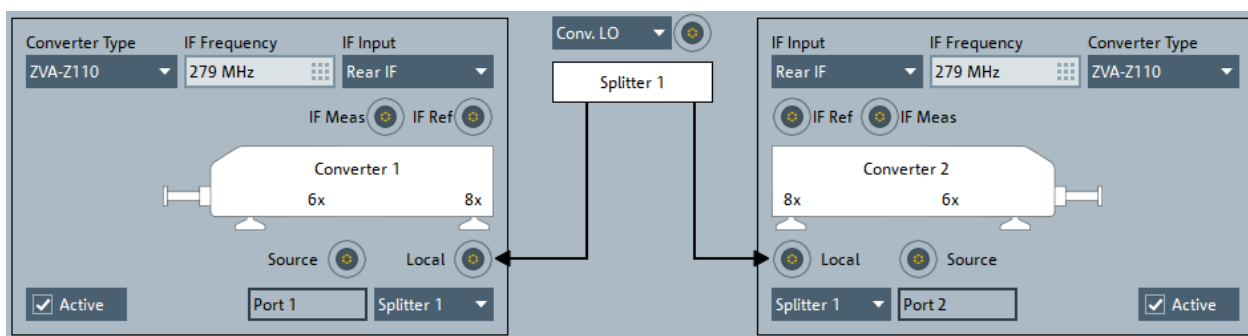 Converter Type IF Frequency IF Input
ZVA-Z110 279 MHz Rear IF
IF Meas IF Ref
Converter 1
6x 8x
Source Local
Active Port 1 Splitter 1
Conv. LO
Splitter 1
IF Input IF Frequency Converter Type
Rear IF 279 MHz ZVA-Z110
IF Ref IF Meas
Converter 2
8x 6x
Local Source
Splitter 1 Port 2 Active